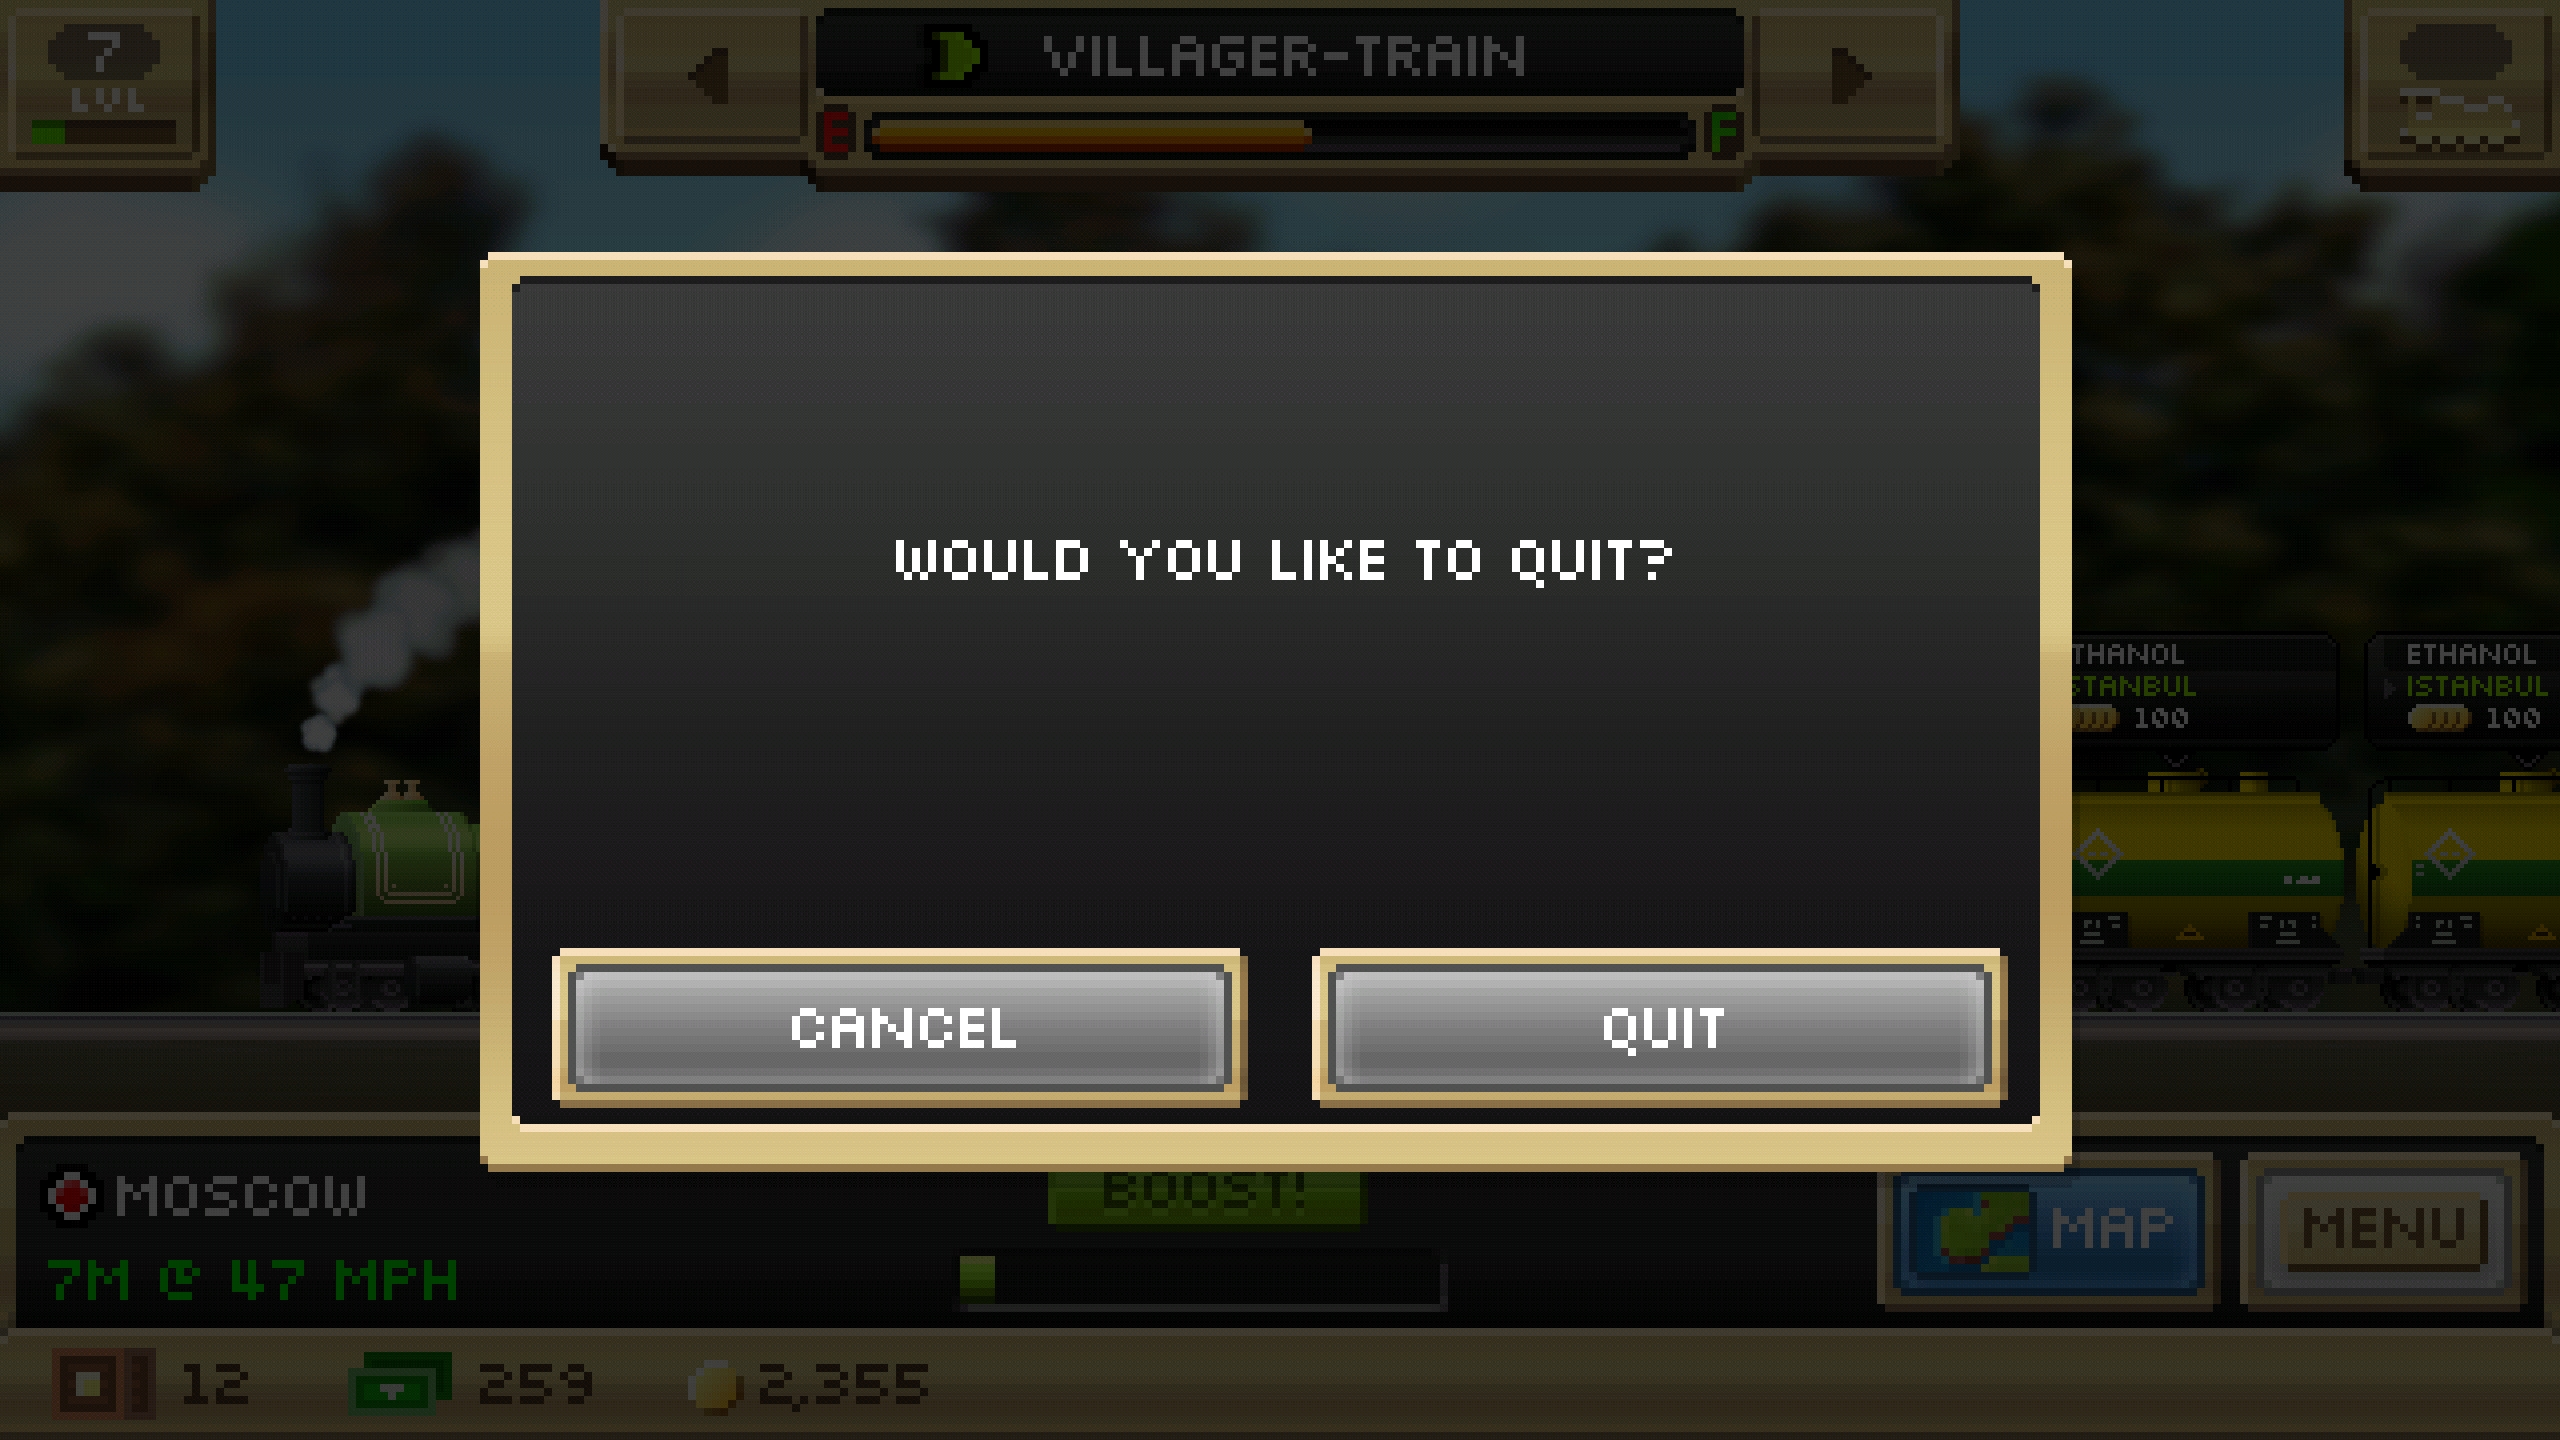 7
LVL
VILLAGER-TRAIN
E F
WOULD YOU LIKE TO QUIT?
THANOL
STANBUL
100
ETHANOL
ISTANBUL
100
CANCEL
QUIT
MOSCOW
7M @ 47 MPH
BOOST!
MAP
MENU
12
259
2,355